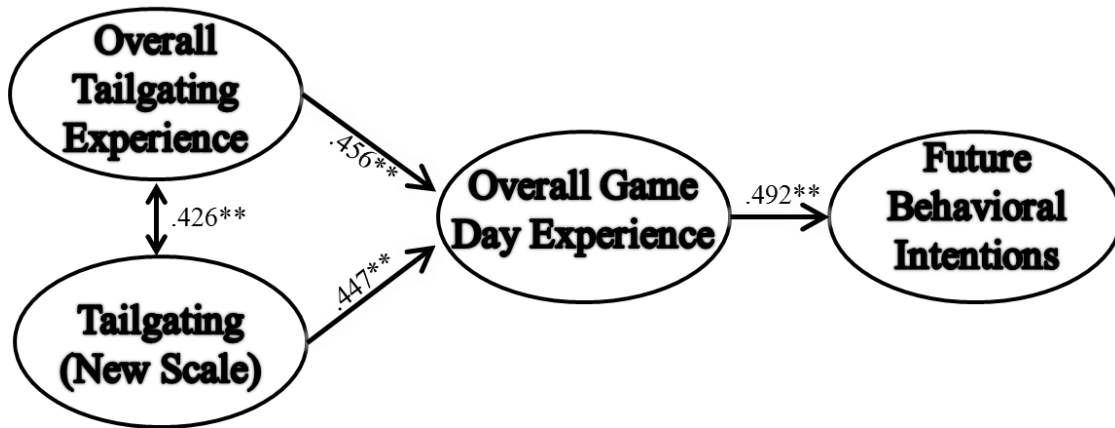 Overall
Tailgating
Experience
.456**
.426**
Overall Game
Day Experience
.492**
Future
Behavioral
Intentions
.447**
Tailgating
(New Scale)